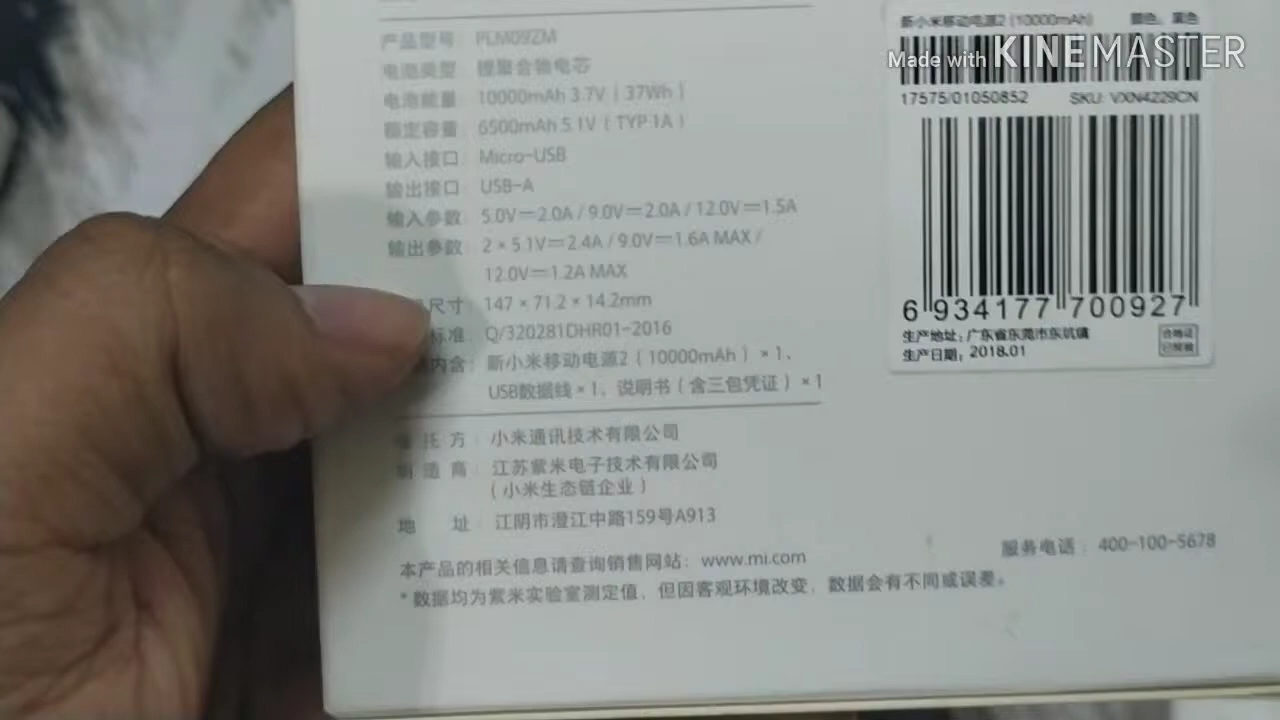 产品型号：PLM09ZM
电池类型：锂聚合物电芯
电池能量：10000mAh 3.7V（37Wh）
额定容量：6500mAh 5.1V（TYP 1A）
输入接口：Micro-USB
输出接口：USB-A
输入参数：5.0V⎓2.0A / 9.0V⎓2.0A / 12.0V⎓1.5A
输出参数：2 × 5.1V⎓2.4A / 9.0V⎓1.6A MAX /
12.0V⎓1.2A MAX
尺寸：147 × 71.2 × 14.2mm
标准：Q/320281DHR01-2016
内含：新小米移动电源2（10000mAh）× 1、
USB数据线 × 1、说明书（含三包凭证）× 1
托方：小米通讯技术有限公司
制造商：江苏紫米电子技术有限公司
（小米生态链企业）
地址：江阴市澄江中路159号A913
本产品的相关信息请查询销售网站：www.mi.com
*数据均为紫米实验室测定值，但因客观环境改变，数据会有不同或误差。
服务电话：400-100-5678
新小米移动电源2 (10000mAh) 颜色：黑色
Made with KINEMASTER
17575/01050852 SKU: VXN4229CN
6 934177 700927
生产地址：广东省东莞市东坑镇
生产日期：2018.01
合格证